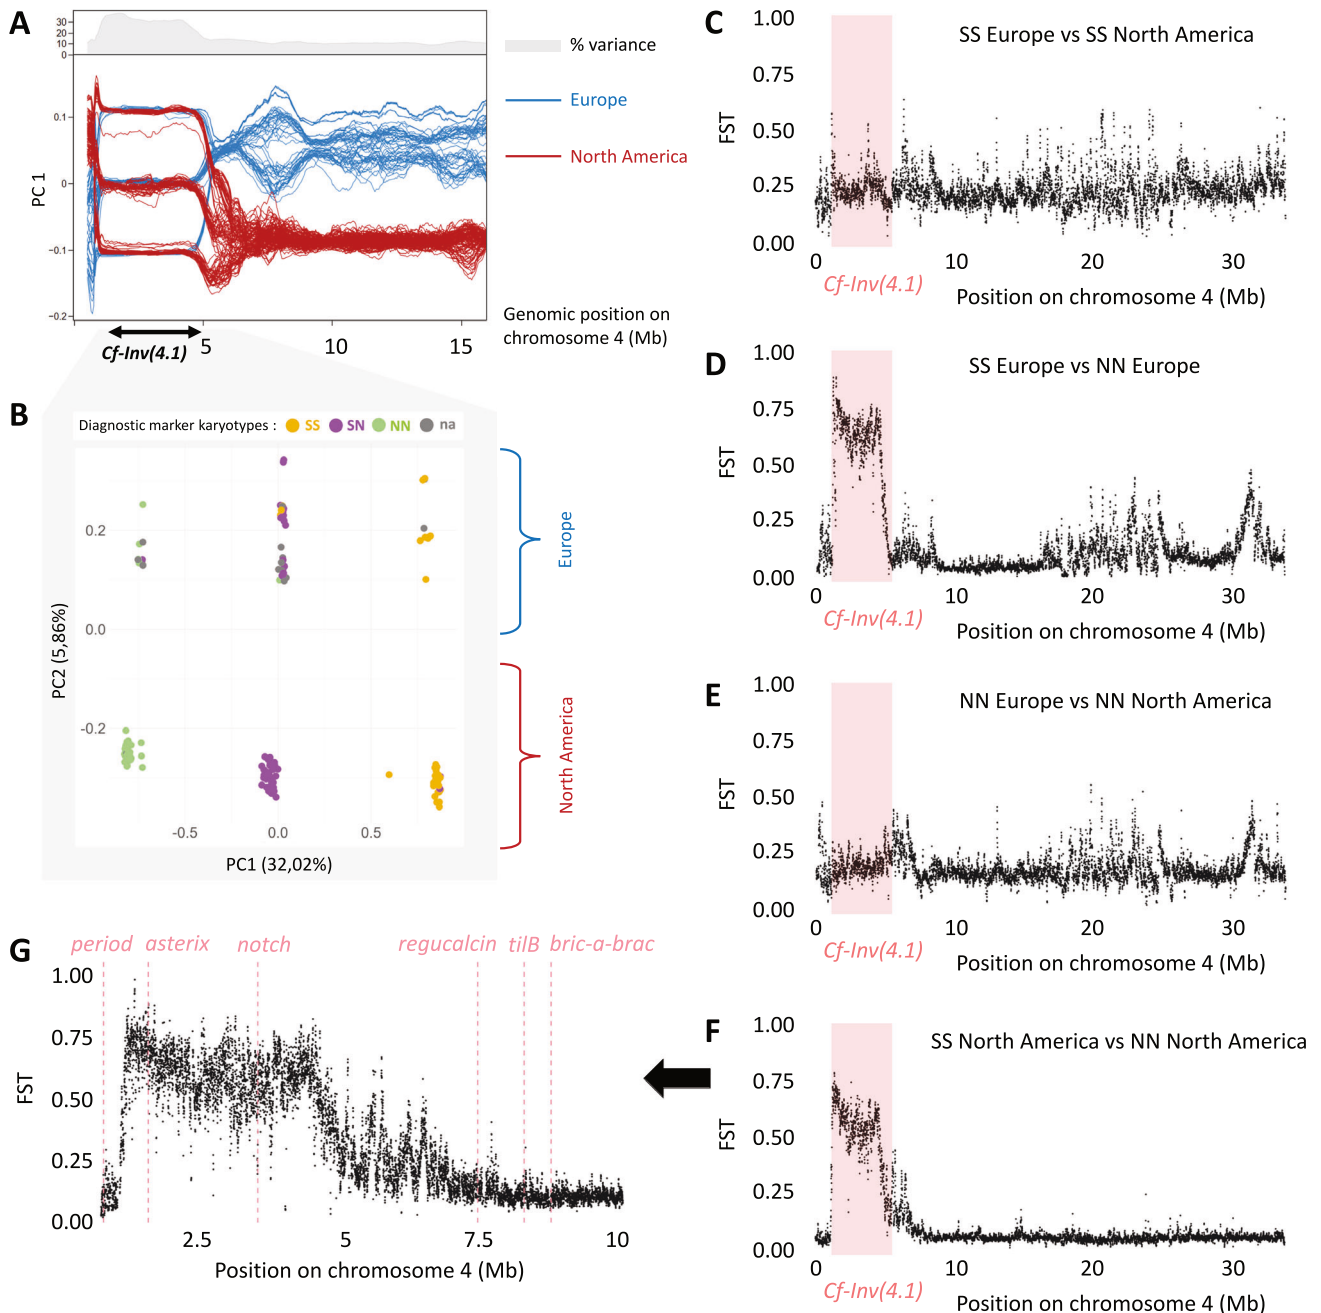 A
30
20
10
0
% variance
Europe
North America
PC 1
0.1
0
−0.1
−0.2
Cf-Inv(4.1)
5
10
15
Genomic position on
chromosome 4 (Mb)
B
Diagnostic marker karyotypes :
SS
SN
NN
na
PC2 (5,86%)
0.2
0.0
-0.2
-0.5
0.0
0.5
PC1 (32,02%)
Europe
North America
C
SS Europe vs SS North America
FST
1.00
0.75
0.50
0.25
0.00
0
10
20
30
Cf-Inv(4.1)
Position on chromosome 4 (Mb)
D
SS Europe vs NN Europe
FST
1.00
0.75
0.50
0.25
0.00
0
10
20
30
Cf-Inv(4.1)
Position on chromosome 4 (Mb)
E
NN Europe vs NN North America
FST
1.00
0.75
0.50
0.25
0.00
0
10
20
30
Cf-Inv(4.1)
Position on chromosome 4 (Mb)
F
SS North America vs NN North America
FST
1.00
0.75
0.50
0.25
0.00
0
10
20
30
Cf-Inv(4.1)
Position on chromosome 4 (Mb)
G
period
asterix
notch
regucalcin
tilB
bric-a-brac
FST
1.00
0.75
0.50
0.25
0.00
2.5
5
7.5
10
Position on chromosome 4 (Mb)